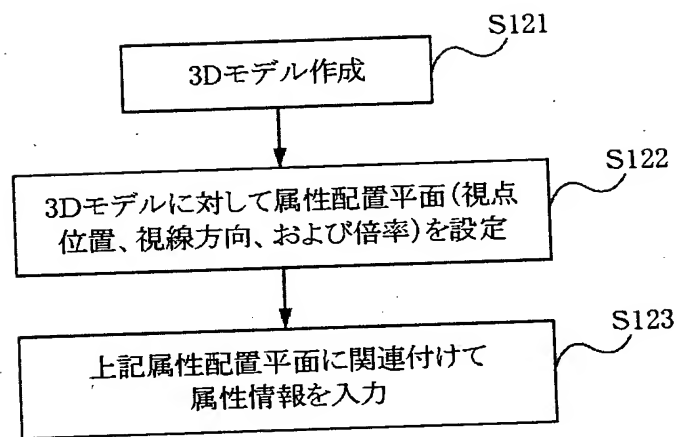 S121
3Dモデル作成
S122
3Dモデルに対して属性配置平面(視点
位置、視線方向、および倍率)を設定
S123
上記属性配置平面に関連付けて
属性情報を入力